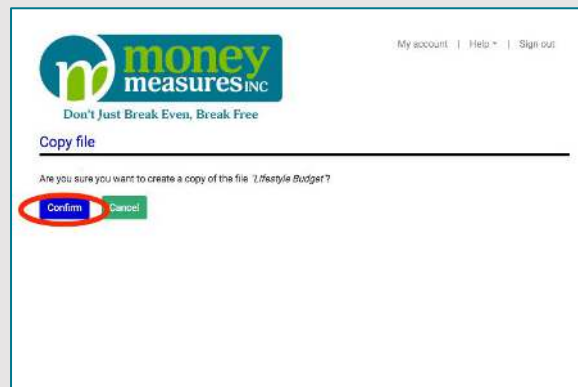 My account | Help | Sign out
m money
measures INC
Don't Just Break Even, Break Free
Copy file
Are you sure you want to create a copy of the file 'Lifestyle Budget'?
Confirm Cancel